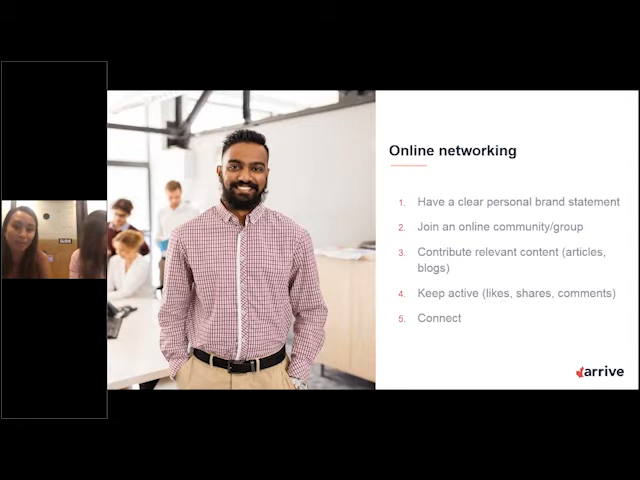 Online networking
1. Have a clear personal brand statement
2. Join an online community/group
3. Contribute relevant content (articles,
blogs)
4. Keep active (likes, shares, comments)
5. Connect
arrive